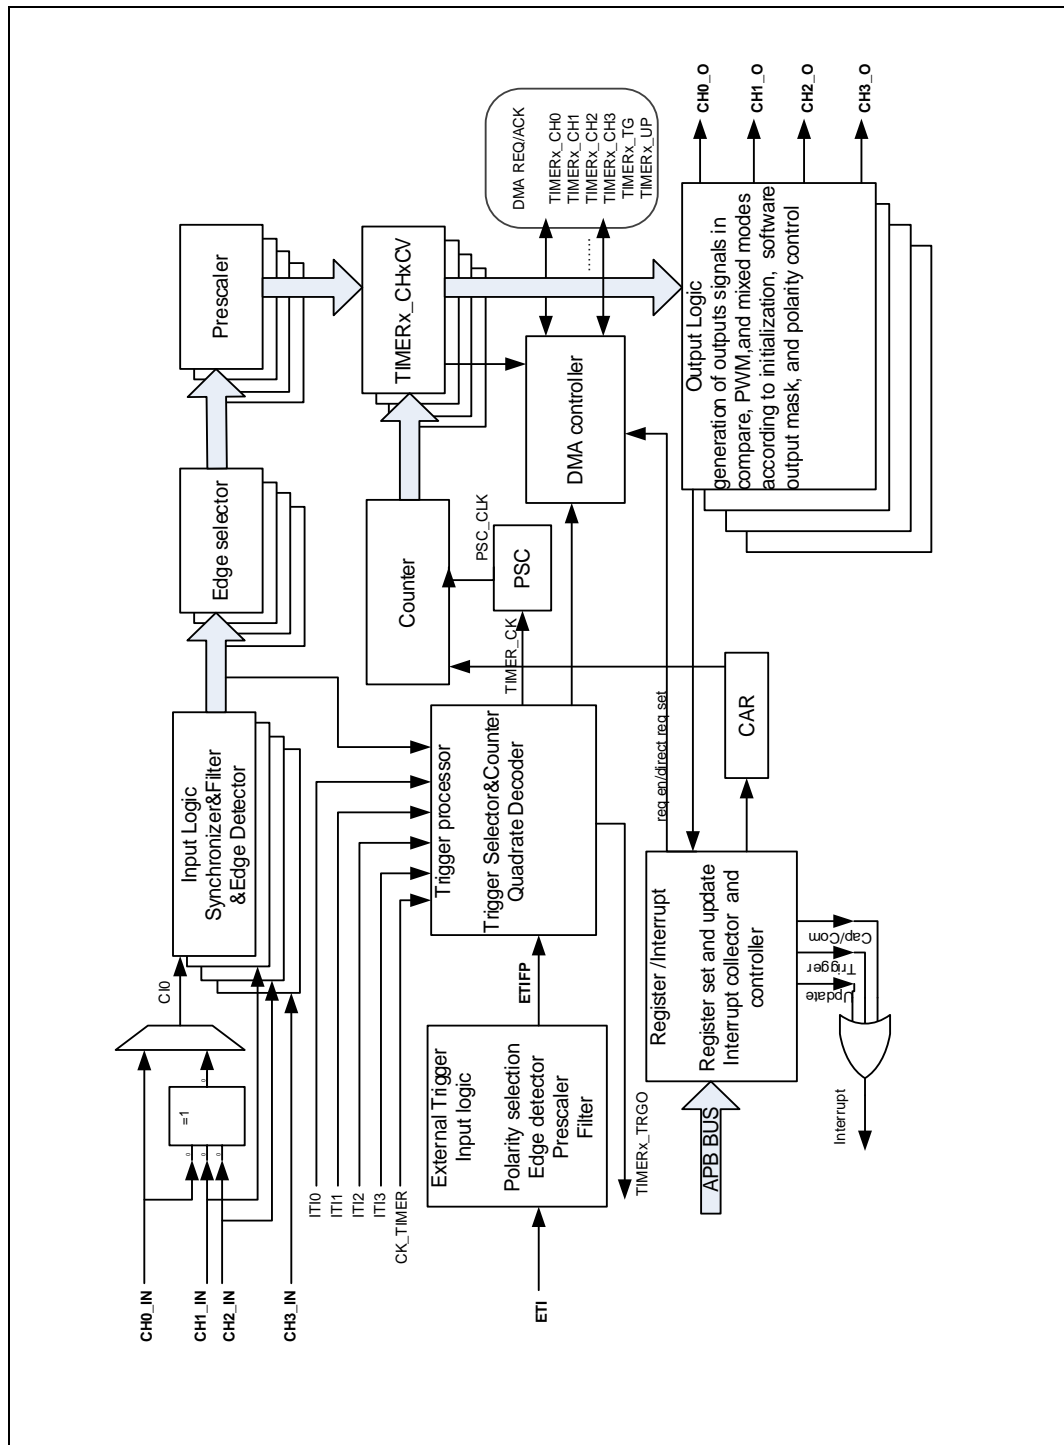 CH0_IN
CH1_IN
CH2_IN
CH3_IN
=1
0
0
0
0
CI0
Input Logic
Synchronizer&Filter
&Edge Detector
Edge selector
Prescaler
ITI0
ITI1
ITI2
ITI3
CK_TIMER
Trigger processor
Trigger Selector&Counter
Quadrate Decoder
Counter
TIMERx_CHxCV
ETI
External Trigger
Input logic
Polarity selection
Edge detector
Prescaler
Filter
ETIFP
TIMER_CK
PSC
PSC_CLK
DMA controller
DMA REQ/ACK
TIMERx_CH0
TIMERx_CH1
TIMERx_CH2
TIMERx_CH3
TIMERx_TG
TIMERx_UP
........
TIMERx_TRGO
APB BUS
Register /Interrupt
Register set and update
Interrupt collector and
controller
CAR
req en/direct req set
Output Logic
generation of outputs signals in
compare, PWM,and mixed modes
according to initialization, software
output mask, and polarity control
CH0_O
CH1_O
CH2_O
CH3_O
Update
Trigger
Cap/Com
Interrupt